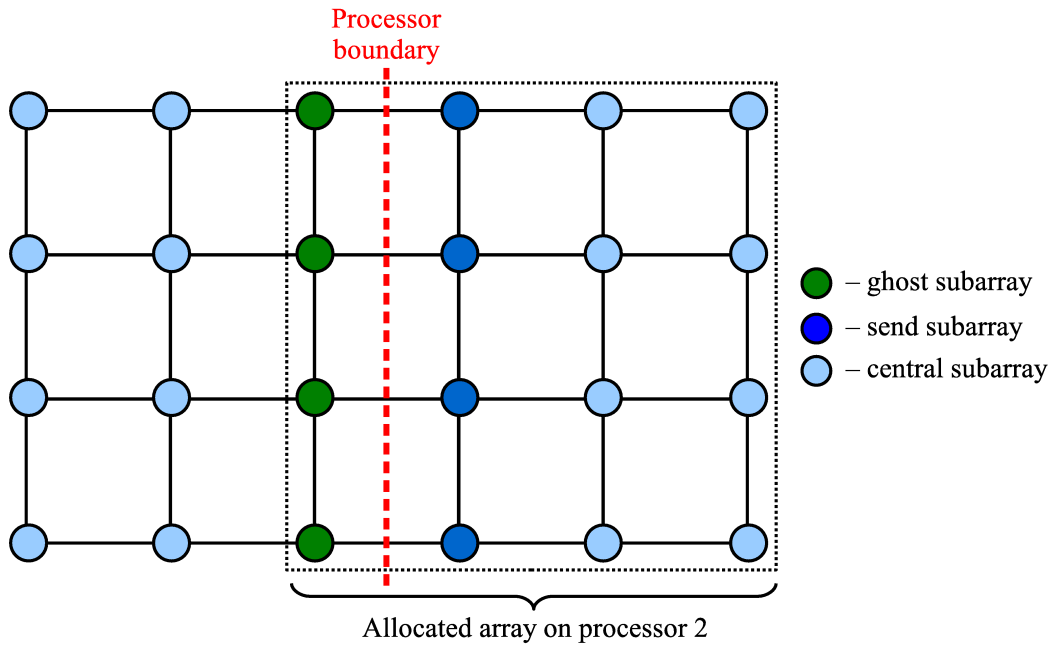 Processor
boundary
– ghost subarray
– send subarray
– central subarray
Allocated array on processor 2